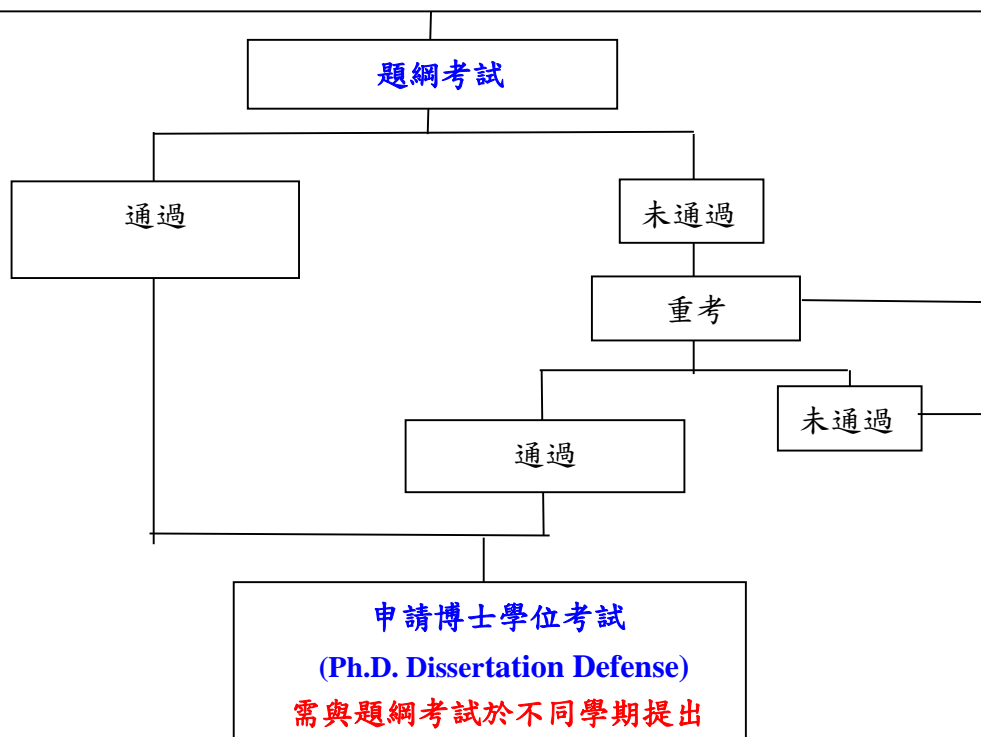 題綱考試
通過
未通過
重考
未通過
通過
申請博士學位考試
(Ph.D. Dissertation Defense)
需與題綱考試於不同學期提出